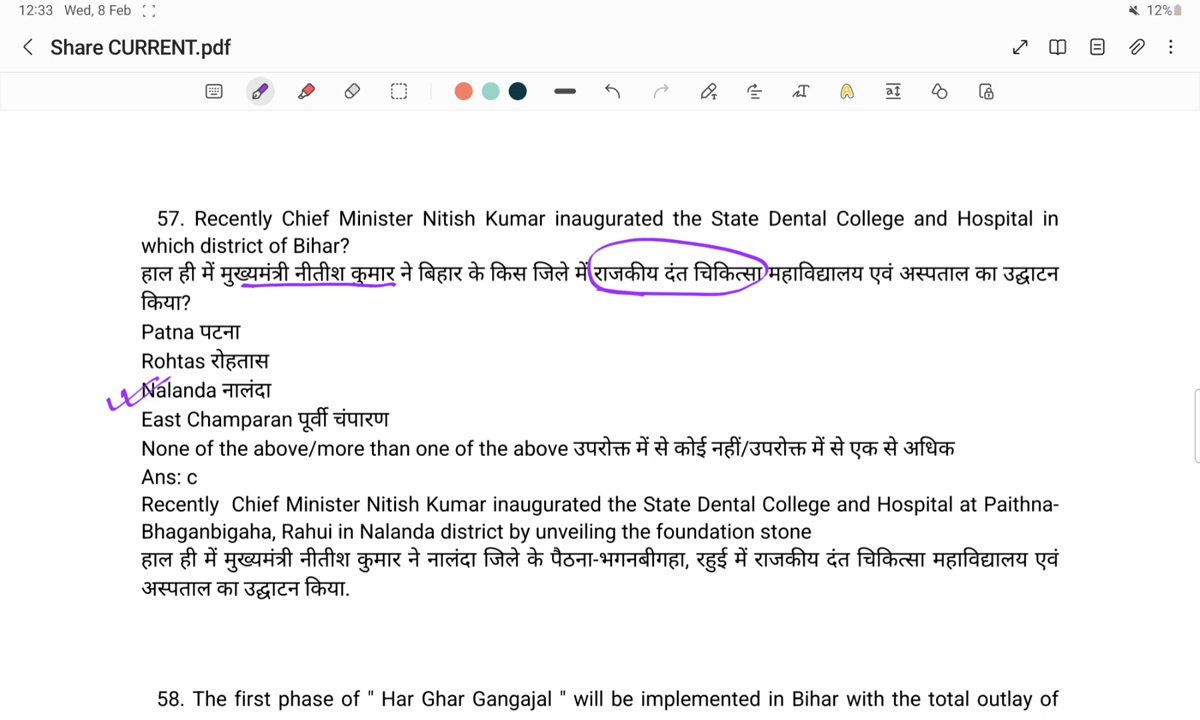 12:33 Wed, 8 Feb
12%
Share CURRENT.pdf
57. Recently Chief Minister Nitish Kumar inaugurated the State Dental College and Hospital in
which district of Bihar?
हाल ही में मुख्यमंत्री नीतीश कुमार ने बिहार के किस जिले में राजकीय दंत चिकित्सा महाविद्यालय एवं अस्पताल का उद्घाटन
किया?
Patna पटना
Rohtas रोहतास
Nalanda नालंदा
East Champaran पूर्वी चंपारण
None of the above/more than one of the above उपरोक्त में से कोई नहीं/उपरोक्त में से एक से अधिक
Ans: c
Recently Chief Minister Nitish Kumar inaugurated the State Dental College and Hospital at Paithna-
Bhaganbigaha, Rahui in Nalanda district by unveiling the foundation stone
हाल ही में मुख्यमंत्री नीतीश कुमार ने नालंदा जिले के पैठना-भगनबीगहा, रहुई में राजकीय दंत चिकित्सा महाविद्यालय एवं
अस्पताल का उद्घाटन किया.
58. The first phase of " Har Ghar Gangajal " will be implemented in Bihar with the total outlay of